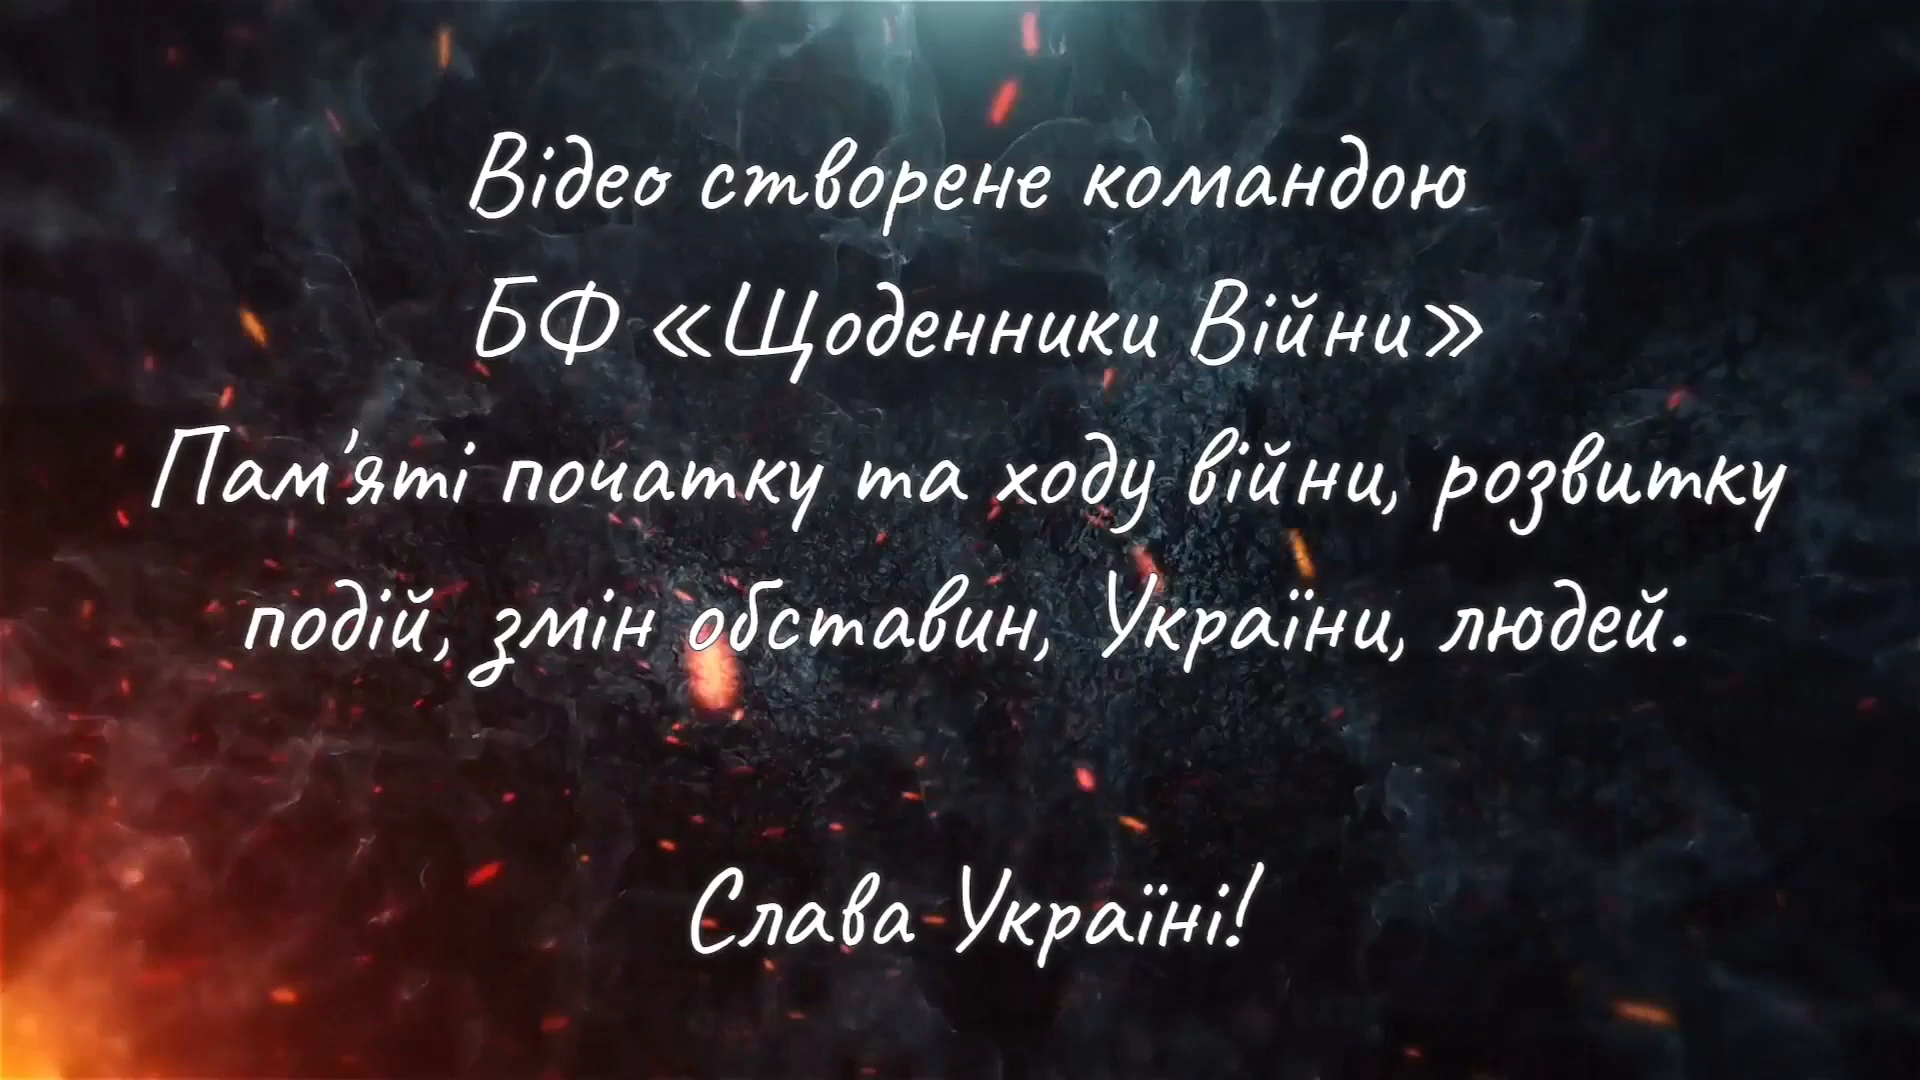 Відео створене командою
БФ «Щоденники Війни»
Пам'яті початку та ходу війни, розвитку
подій, змін обставин, України, людей.
Слава Україні!